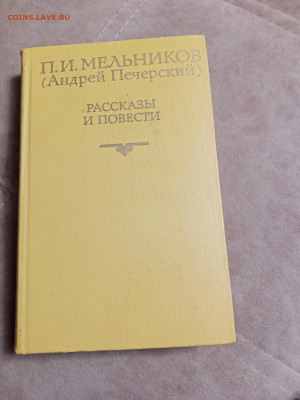 COINS.LAVE.RU
П.И.МЕЛЬНИКОВ
(Андрей Печерский)
РАССКАЗЫ
И ПОВЕСТИ